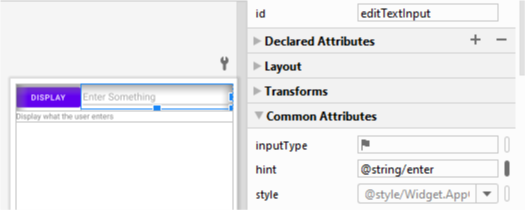 id
editTextInput
Declared Attributes
Layout
Transforms
Common Attributes
inputType
hint
@string/enter
style
@style/Widget.App
DISPLAY
Enter Something
Display what the user enters